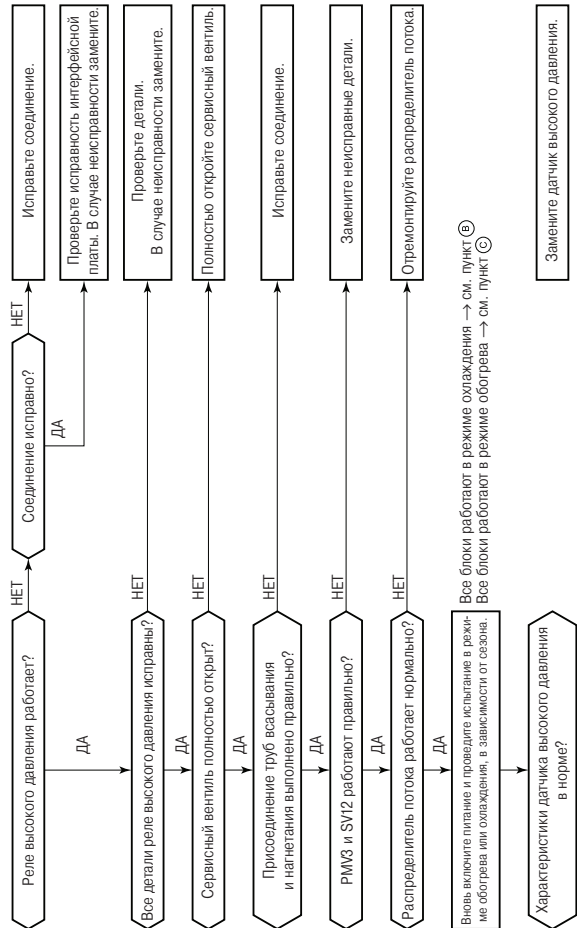 Реле высокого давления работает?
НЕТ
Соединение исправно?
НЕТ
Исправьте соединение.
ДА
Проверьте исправность интерфейсной
платы. В случае неисправности замените.
ДА
Все детали реле высокого давления исправны?
НЕТ
Проверьте детали.
В случае неисправности замените.
ДА
Сервисный вентиль полностью открыт?
НЕТ
Полностью откройте сервисный вентиль.
ДА
Присоединение труб всасывания
и нагнетания выполнено правильно?
НЕТ
Исправьте соединение.
ДА
PMV3 и SV12 работают правильно?
НЕТ
Замените неисправные детали.
ДА
Распределитель потока работает нормально?
НЕТ
Отремонтируйте распределитель потока.
ДА
Вновь включите питание и проведите испытание в режи-
ме обогрева или охлаждения, в зависимости от сезона.
Все блоки работают в режиме охлаждения → см. пункт Ⓑ
Все блоки работают в режиме обогрева → см. пункт Ⓒ
Характеристики датчика высокого давления
в норме?
Замените датчик высокого давления.